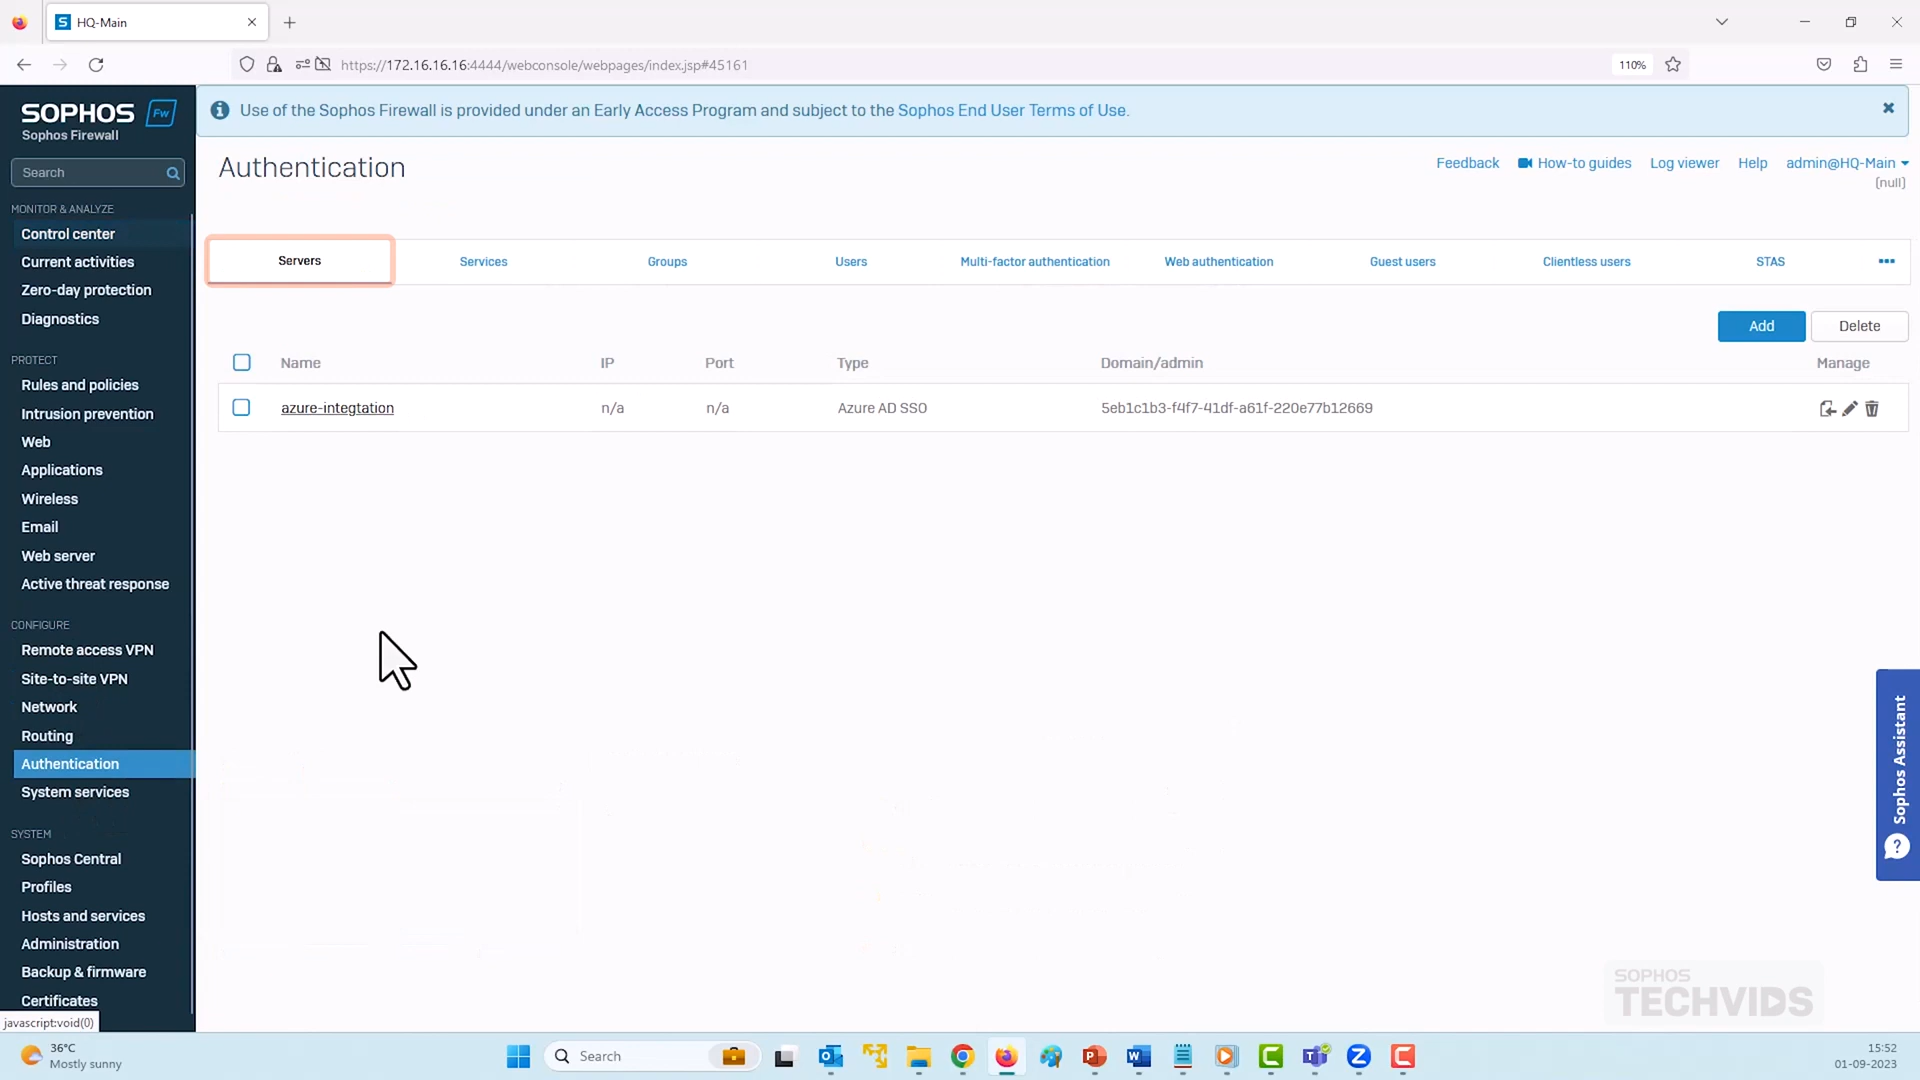 HQ-Main
https://172.16.16.16:4444/webconsole/webpages/index.jsp#45161
110%
SOPHOS
Fw
Sophos Firewall
Use of the Sophos Firewall is provided under an Early Access Program and subject to the Sophos End User Terms of Use.
Search
Authentication
Feedback
How-to guides
Log viewer
Help
admin@HQ-Main
(null)
MONITOR & ANALYZE
Control center
Current activities
Zero-day protection
Diagnostics
PROTECT
Rules and policies
Intrusion prevention
Web
Applications
Wireless
Email
Web server
Active threat response
CONFIGURE
Remote access VPN
Site-to-site VPN
Network
Routing
Authentication
System services
SYSTEM
Sophos Central
Profiles
Hosts and services
Administration
Backup & firmware
Certificates
javascript:void(0)
Servers
Services
Groups
Users
Multi-factor authentication
Web authentication
Guest users
Clientless users
STAS
Add
Delete
Name IP Port Type Domain/admin Manage
azure-integtation n/a n/a Azure AD SSO 5eb1c1b3-f4f7-41df-a61f-220e77b12669
Sophos Assistant
SOPHOS
TECHVIDS
36°C
Mostly sunny
Search
15:52
01-09-2023